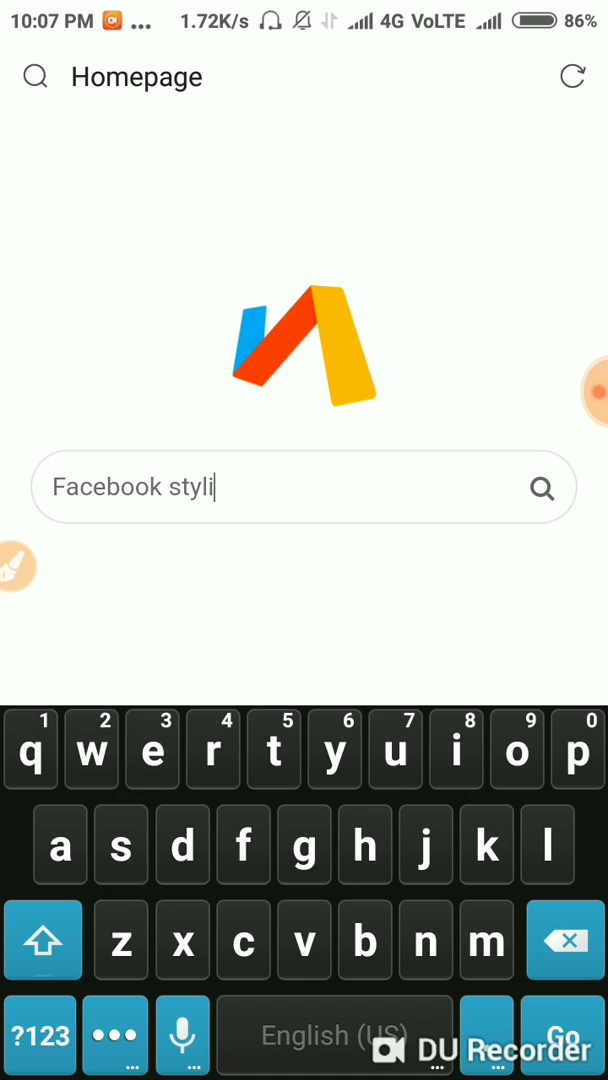 10:07 PM ... 1.72K/s 4G VoLTE 86%
Homepage
Facebook styli
1 2 3 4 5 6 7 8 9 0
q w e r t y u i o p
a s d f g h j k l
z x c v b n m
?123 ••• English (US) Go
DU Recorder